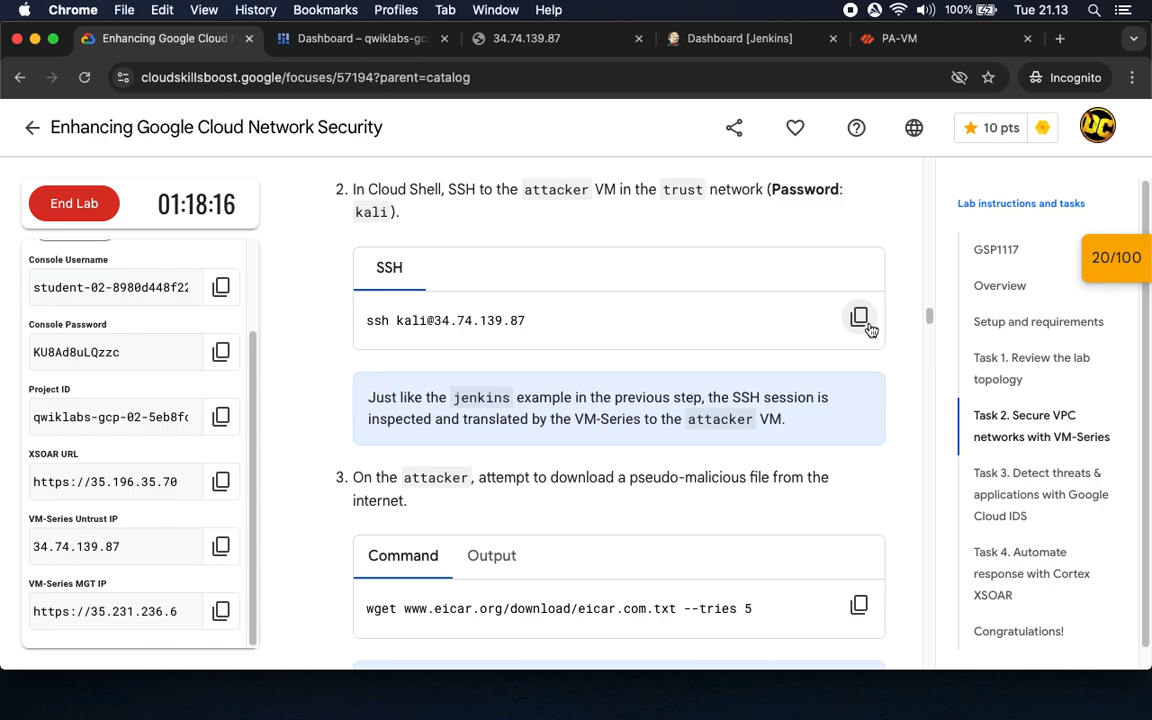 Chrome File Edit View History Bookmarks Profiles Tab Window Help 100% Tue 21.13
Enhancing Google Cloud Dashboard – qwiklabs-gc 34.74.139.87 Dashboard [Jenkins] PA-VM
cloudskillsboost.google/focuses/57194?parent=catalog Incognito
Enhancing Google Cloud Network Security 10 pts
End Lab 01:18:16
Console Username
student-02-8980d448f22
Console Password
KU8Ad8uLQzzc
Project ID
qwiklabs-gcp-02-5eb8fc
XSOAR URL
https://35.196.35.70
VM-Series Untrust IP
34.74.139.87
VM-Series MGT IP
https://35.231.236.6
2. In Cloud Shell, SSH to the attacker VM in the trust network (Password:
kali).
SSH
ssh kali@34.74.139.87
Just like the jenkins example in the previous step, the SSH session is
inspected and translated by the VM-Series to the attacker VM.
3. On the attacker, attempt to download a pseudo-malicious file from the
internet.
Command Output
wget www.eicar.org/download/eicar.com.txt --tries 5
Lab instructions and tasks
GSP1117
20/100
Overview
Setup and requirements
Task 1. Review the lab
topology
Task 2. Secure VPC
networks with VM-Series
Task 3. Detect threats &
applications with Google
Cloud IDS
Task 4. Automate
response with Cortex
XSOAR
Congratulations!